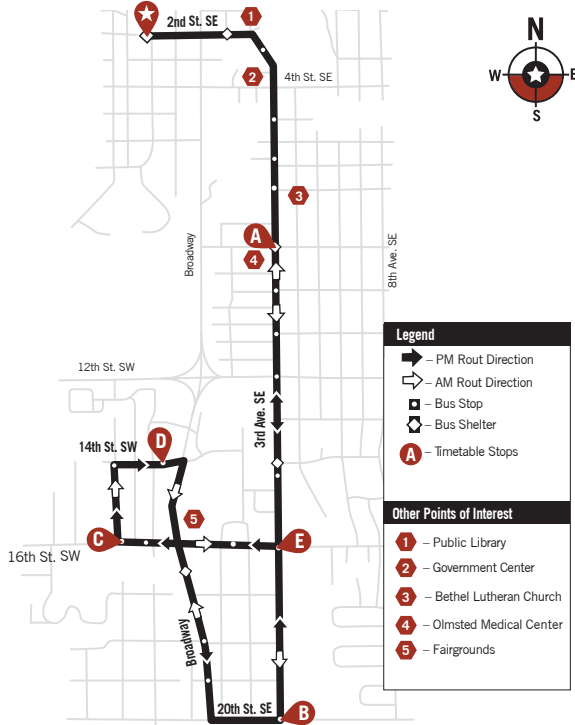 2nd St. SE
1
N
W
E
S
2
4th St. SE
3
A
4
Broadway
8th Ave. SE
12th St. SW
3rd Ave. SE
14th St. SW
D
5
C
E
16th St. SW
Broadway
20th St. SE
B
Legend
– PM Rout Direction
– AM Rout Direction
– Bus Stop
– Bus Shelter
A – Timetable Stops
Other Points of Interest
1 – Public Library
2 – Government Center
3 – Bethel Lutheran Church
4 – Olmsted Medical Center
5 – Fairgrounds